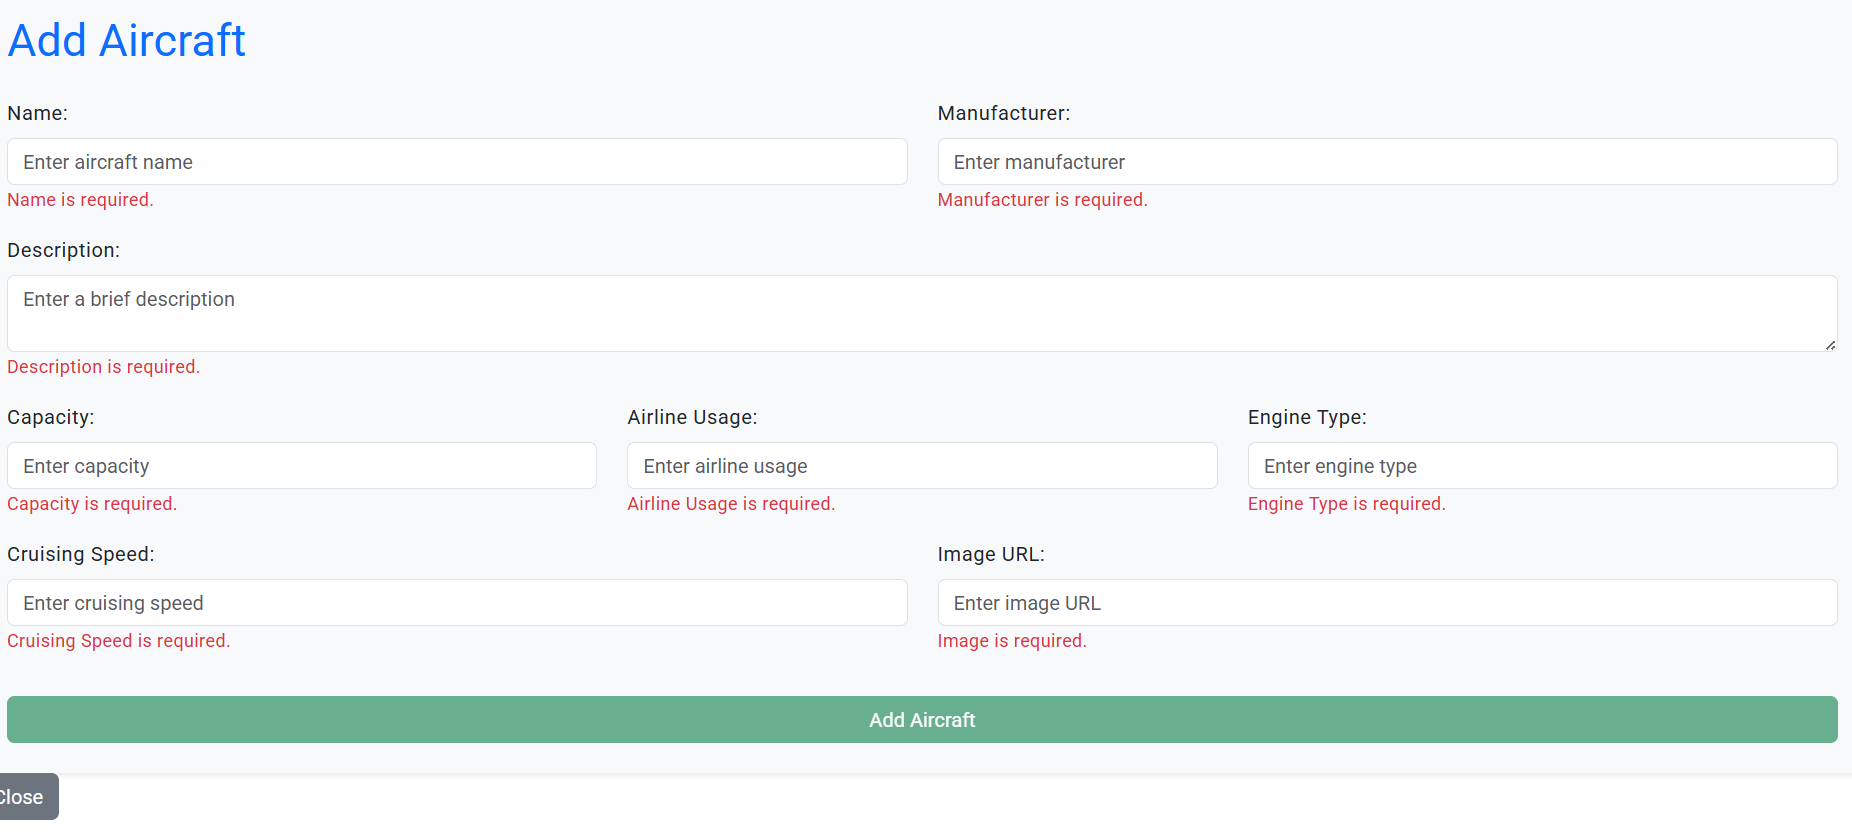 Add Aircraft
Name: Manufacturer:
Enter aircraft name Enter manufacturer
Name is required. Manufacturer is required.
Description:
Enter a brief description
Description is required.
Capacity: Airline Usage: Engine Type:
Enter capacity Enter airline usage Enter engine type
Capacity is required. Airline Usage is required. Engine Type is required.
Cruising Speed: Image URL:
Enter cruising speed Enter image URL
Cruising Speed is required. Image is required.
Add Aircraft
Close